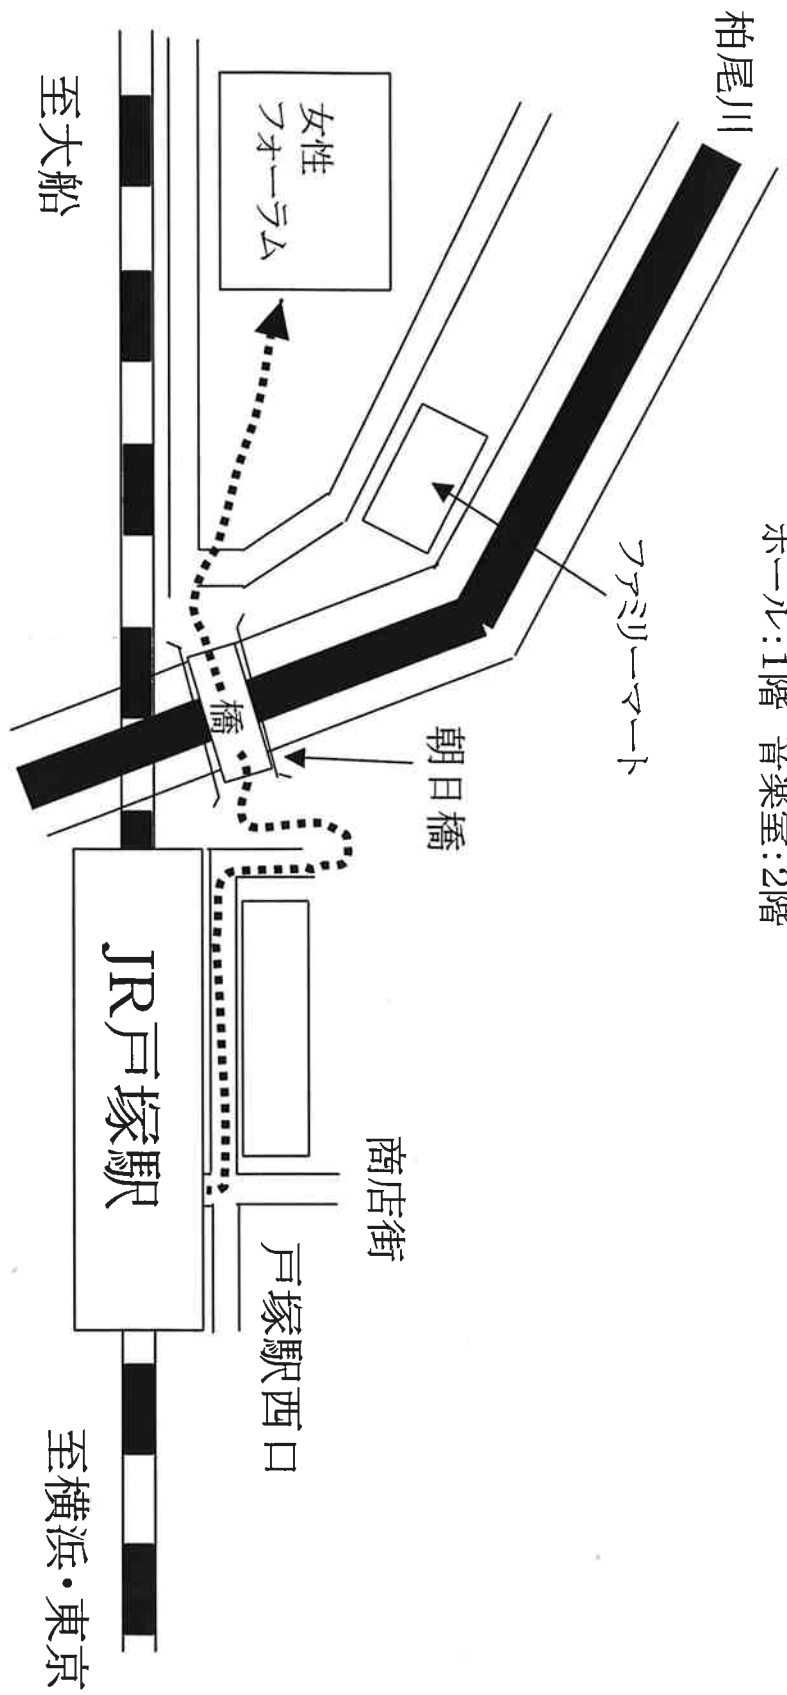 ホール：1階 音楽室：2階
柏尾川
ファミリーマート
朝日橋
商店街
戸塚駅西口
女性
フォーラム
橋
JR戸塚駅
至大船
至横浜・東京